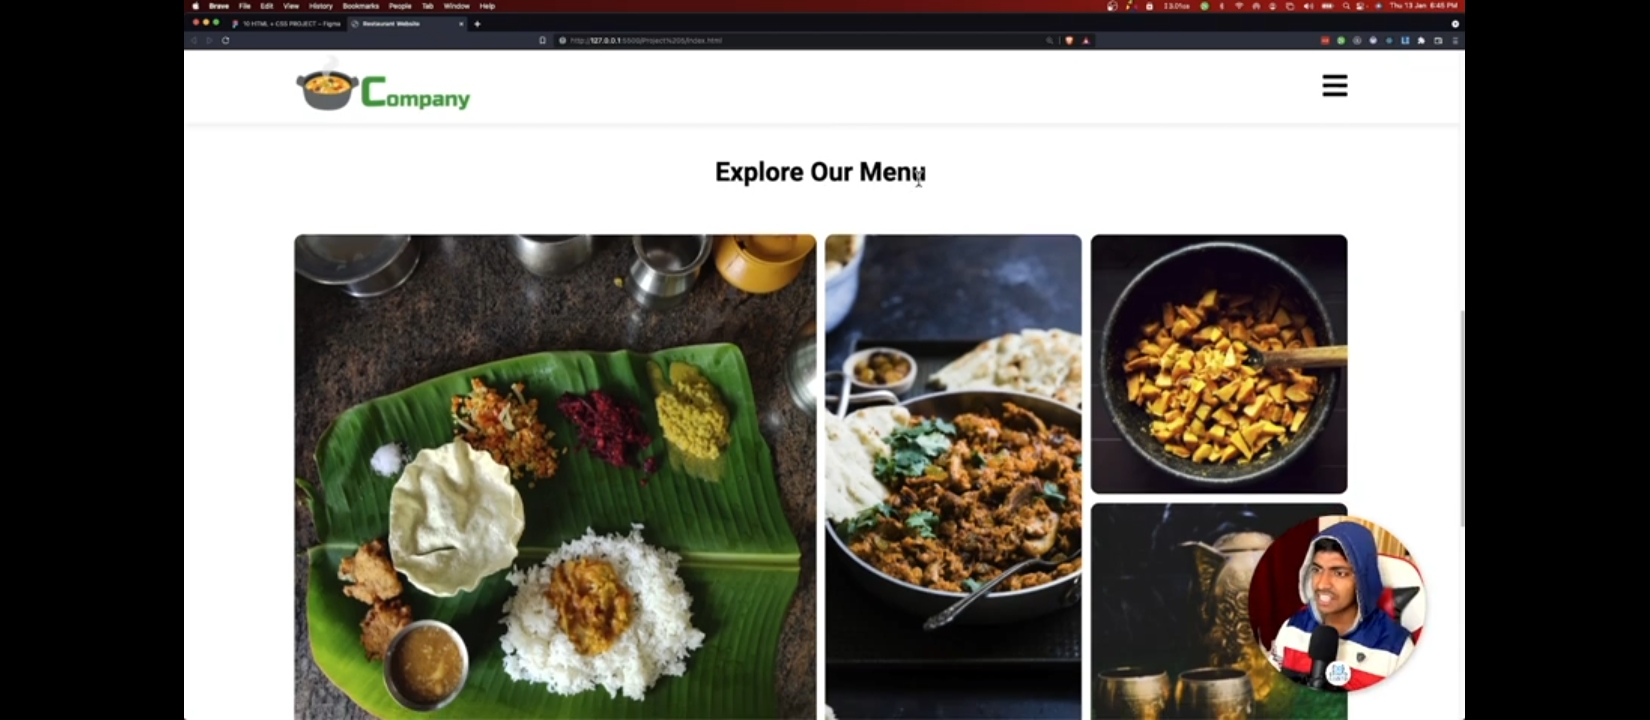 Brave File Edit View History Bookmarks People Tab Window Help
Thu 13 Jan 6:45 PM
10 HTML + CSS PROJECT – Figma
Restaurant Website
http://127.0.0.1:5500/Project%205/index.html
Company
Explore Our Menu